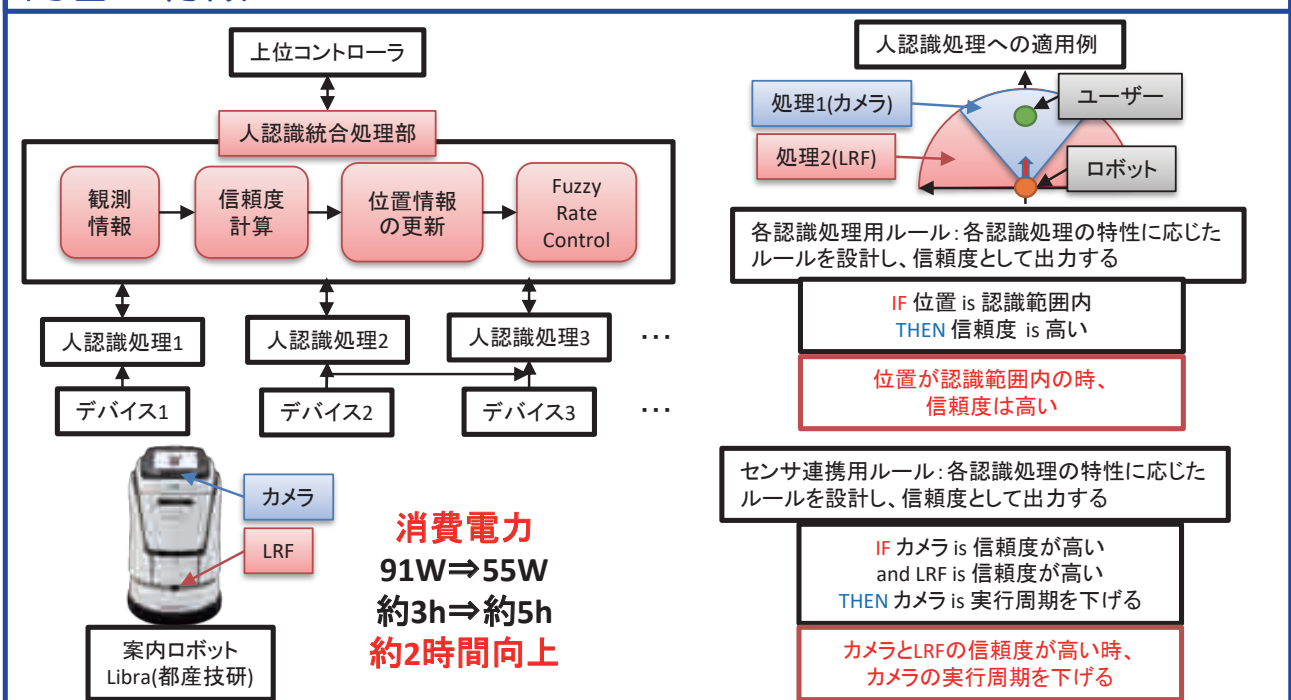 上位コントローラ
人認識統合処理部
観測
情報
信頼度
計算
位置情報
の更新
Fuzzy
Rate
Control
人認識処理1
人認識処理2
人認識処理3
…
デバイス1
デバイス2
デバイス3
…
カメラ
LRF
案内ロボット
Libra(都産技研)
消費電力
91W⇒55W
約3h⇒約5h
約2時間向上
人認識処理への適用例
処理1(カメラ)
ユーザー
処理2(LRF)
ロボット
各認識処理用ルール：各認識処理の特性に応じた
ルールを設計し、信頼度として出力する
IF 位置 is 認識範囲内
THEN 信頼度 is 高い
位置が認識範囲内の時、
信頼度は高い
センサ連携用ルール：各認識処理の特性に応じた
ルールを設計し、信頼度として出力する
IF カメラ is 信頼度が高い
and LRF is 信頼度が高い
THEN カメラ is 実行周期を下げる
カメラとLRFの信頼度が高い時、
カメラの実行周期を下げる